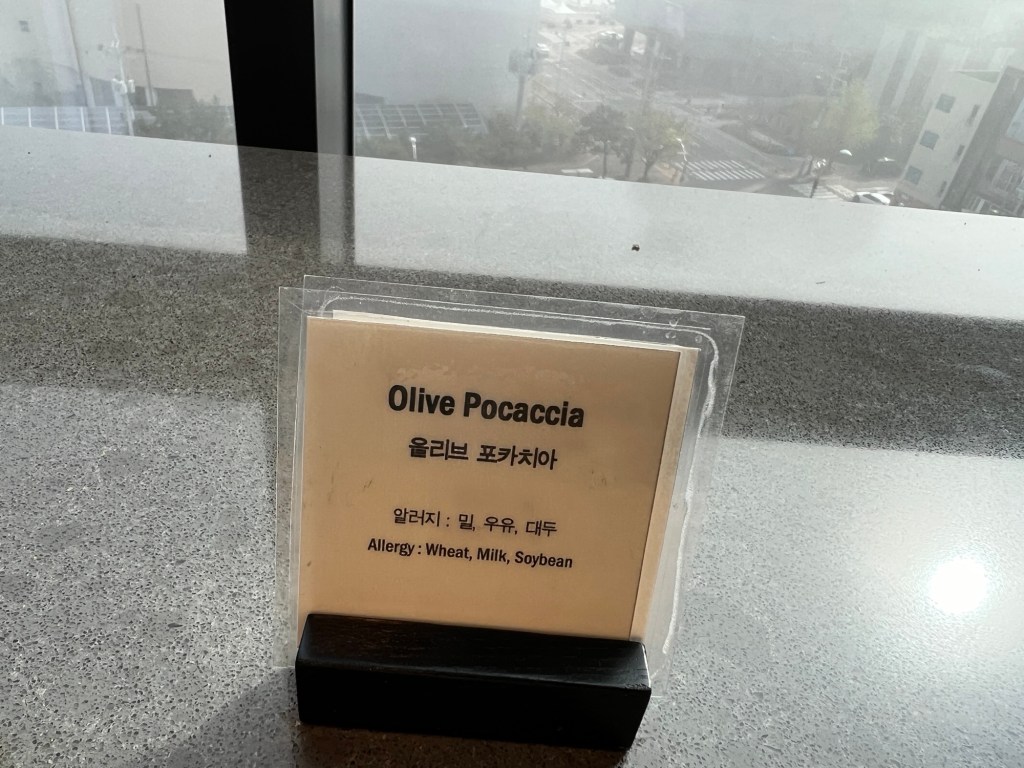 Olive Pocaccia
올리브 포카치아
알러지 : 밀, 우유, 대두
Allergy : Wheat, Milk, Soybean